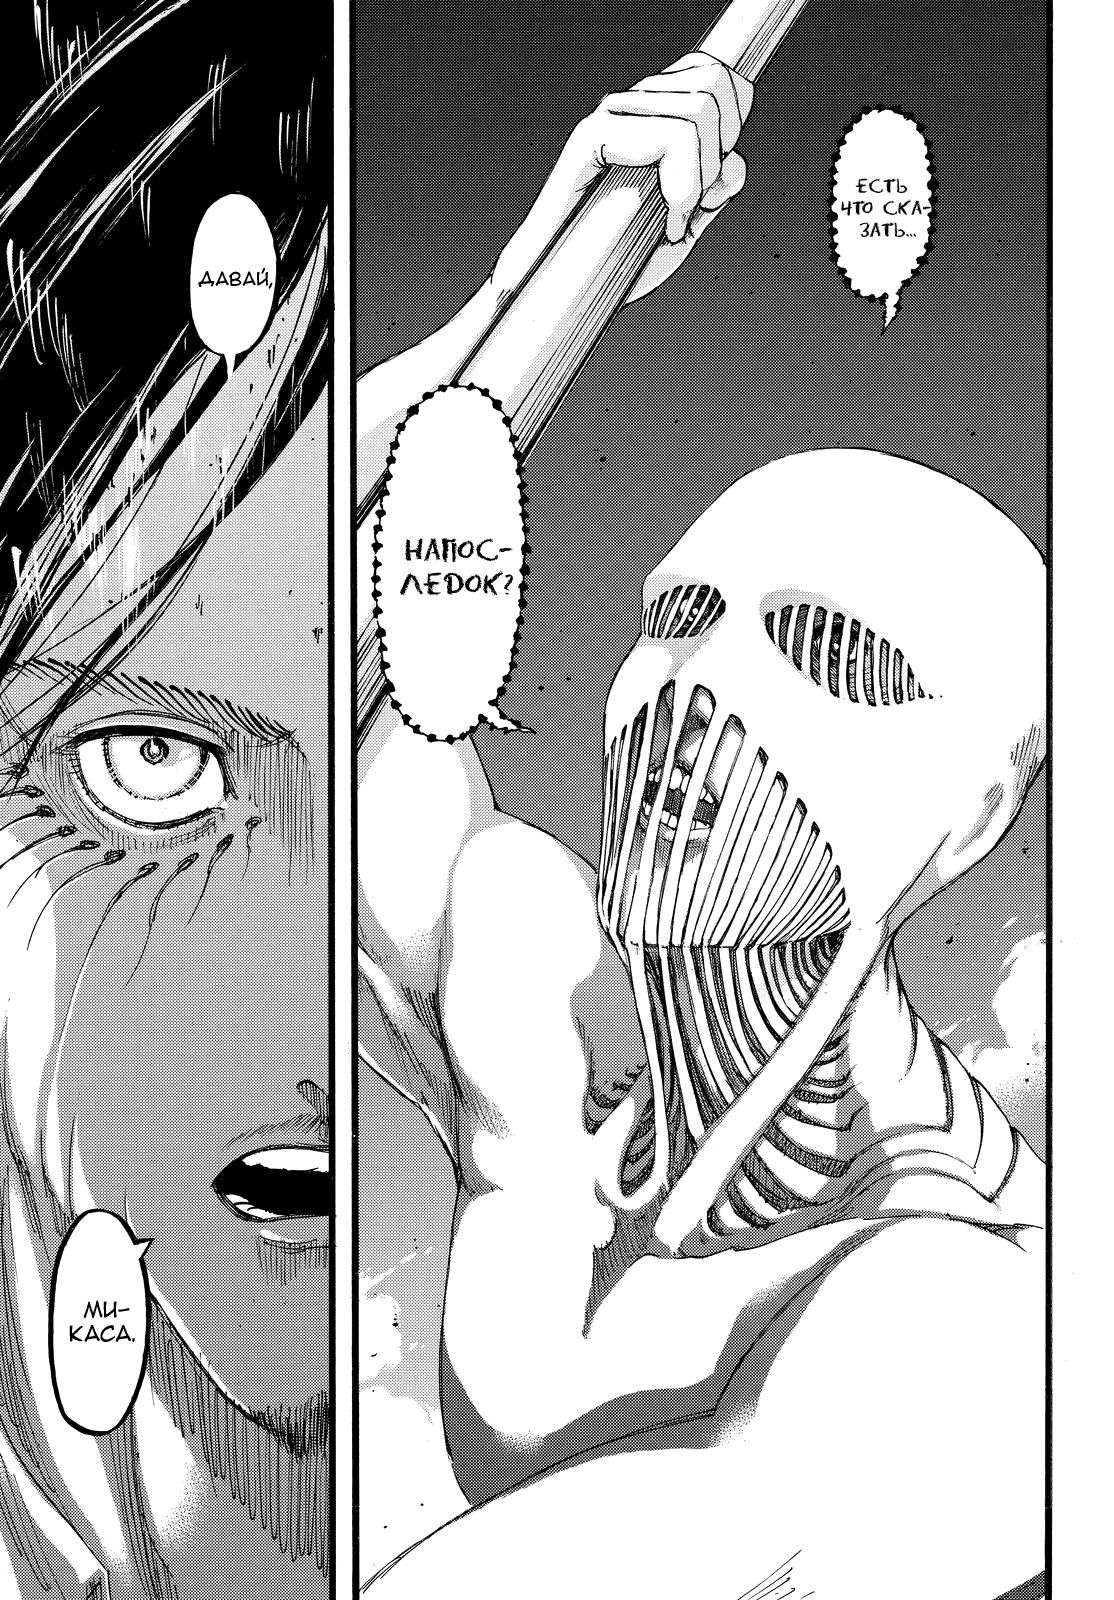 ЕСТЬ
ЧТО СКА-
ЗАТЬ...
НАПОС-
ЛЕДОК?
ДАВАЙ,
МИ-
КАСА.